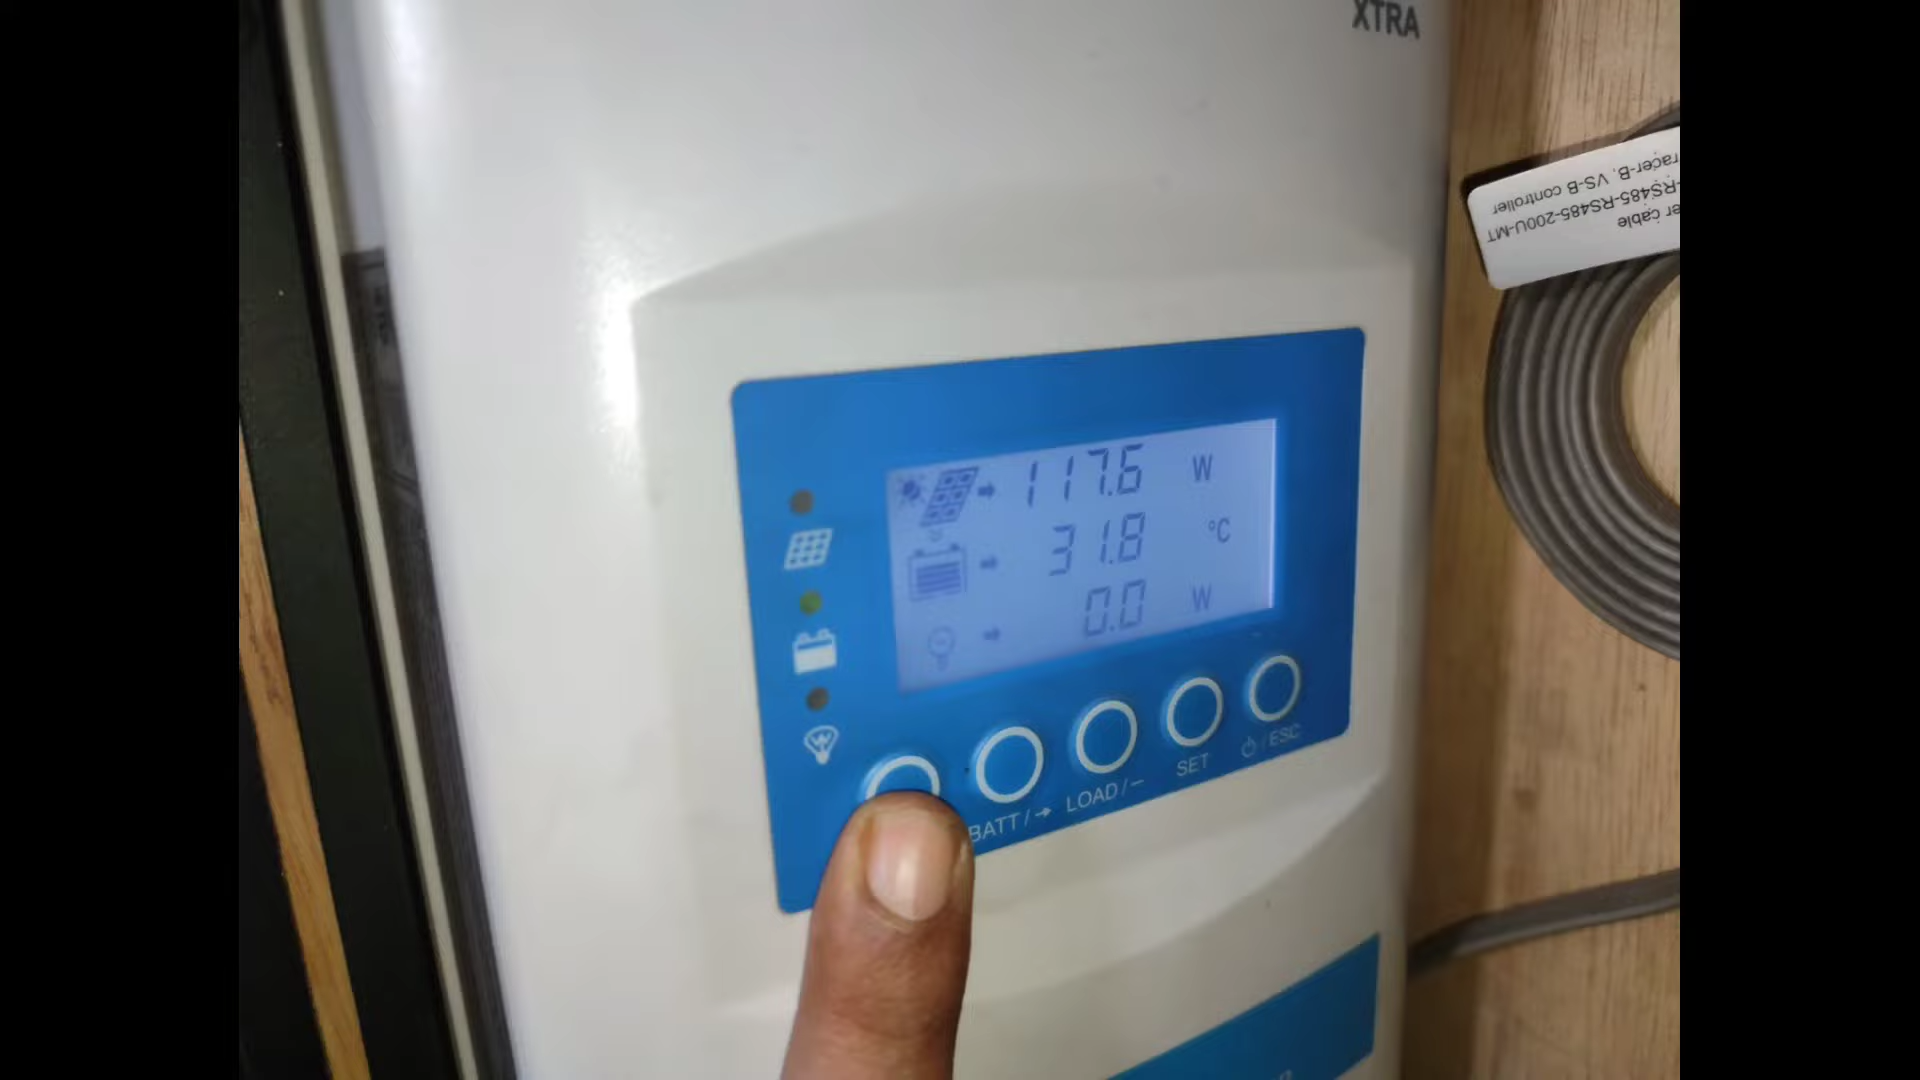 XTRA
117.6 W
31.8 °C
0.0 W
BATT / → LOAD / − SET ⏻ / ESC
er cable
-RS485-RS485-200U-MT
racer-B, VS-B controller